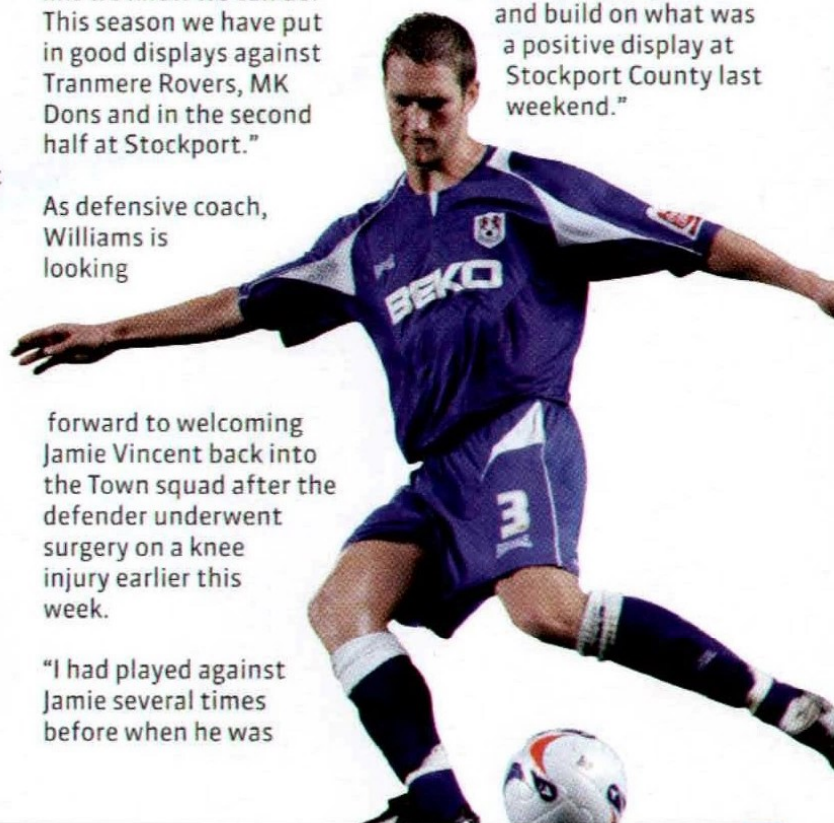 This season we have put
in good displays against
Tranmere Rovers, MK
Dons and in the second
half at Stockport.”
As defensive coach,
Williams is
looking
forward to welcoming
Jamie Vincent back into
the Town squad after the
defender underwent
surgery on a knee
injury earlier this
week.
“I had played against
Jamie several times
before when he was
and build on what was
a positive display at
Stockport County last
weekend.”
BEKO
3